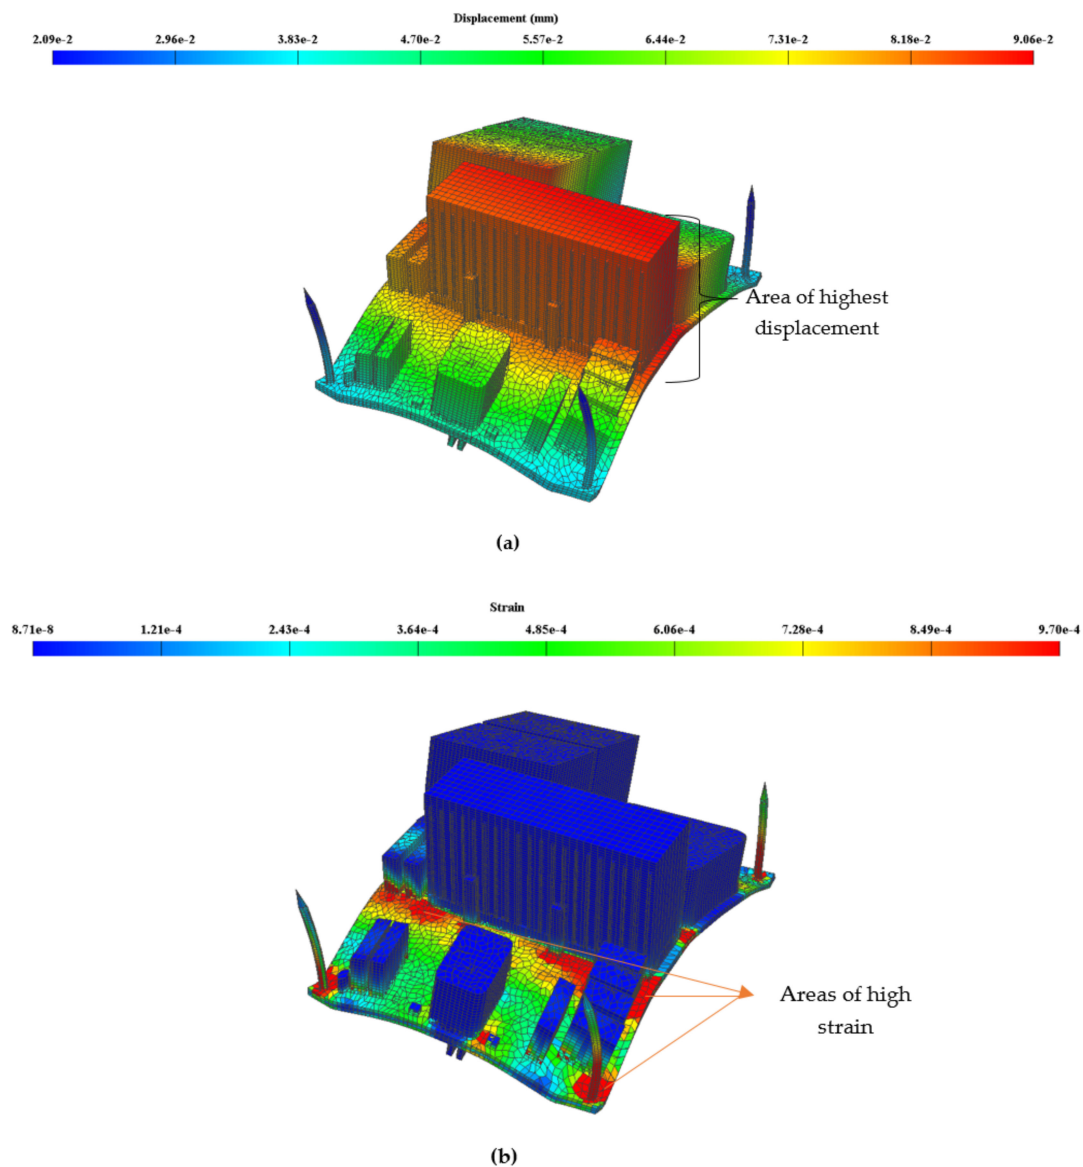 Displacement (mm)
2.09e-2 2.96e-2 3.83e-2 4.70e-2 5.57e-2 6.44e-2 7.31e-2 8.18e-2 9.06e-2
Area of highest
displacement
(a)
Strain
8.71e-8 1.21e-4 2.43e-4 3.64e-4 4.85e-4 6.06e-4 7.28e-4 8.49e-4 9.70e-4
Areas of high
strain
(b)